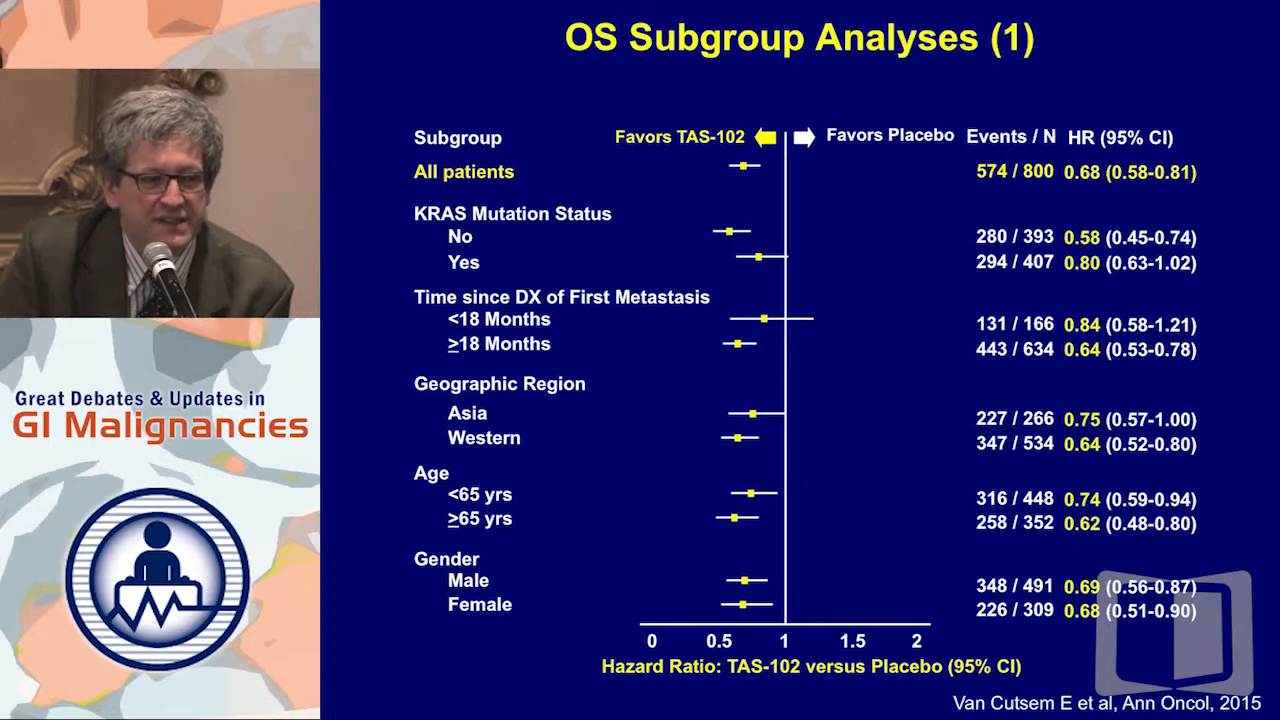 OS Subgroup Analyses (1)
Subgroup Favors TAS-102 Favors Placebo Events / N HR (95% CI)
All patients 574 / 800 0.68 (0.58-0.81)
KRAS Mutation Status
No 280 / 393 0.58 (0.45-0.74)
Yes 294 / 407 0.80 (0.63-1.02)
Time since DX of First Metastasis
<18 Months 131 / 166 0.84 (0.58-1.21)
≥18 Months 443 / 634 0.64 (0.53-0.78)
Geographic Region
Asia 227 / 266 0.75 (0.57-1.00)
Western 347 / 534 0.64 (0.52-0.80)
Age
<65 yrs 316 / 448 0.74 (0.59-0.94)
≥65 yrs 258 / 352 0.62 (0.48-0.80)
Gender
Male 348 / 491 0.69 (0.56-0.87)
Female 226 / 309 0.68 (0.51-0.90)
0 0.5 1 1.5 2
Hazard Ratio: TAS-102 versus Placebo (95% CI)
Van Cutsem E et al, Ann Oncol, 2015
Great Debates & Updates in
GI Malignancies